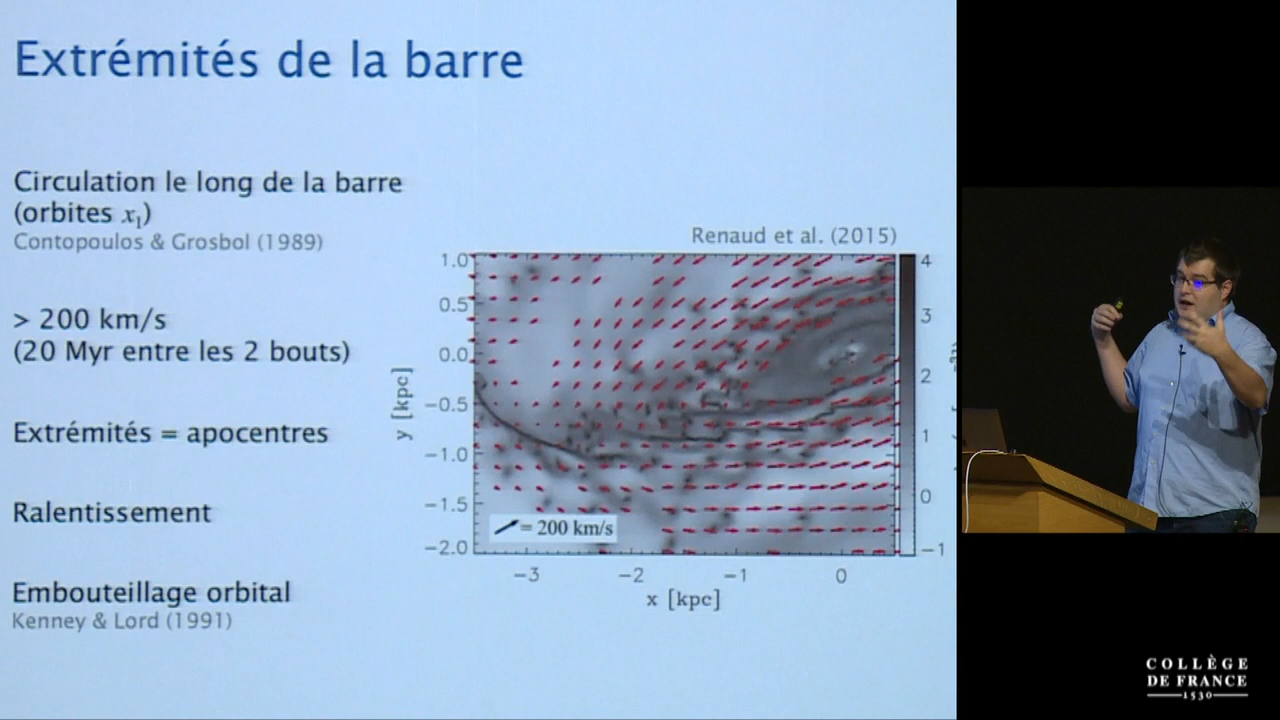 Extrémités de la barre
Circulation le long de la barre
(orbites x₁)
Contopoulos & Grosbol (1989)
> 200 km/s
(20 Myr entre les 2 bouts)
Extrémités = apocentres
Ralentissement
Embouteillage orbital
Kenney & Lord (1991)
Renaud et al. (2015)
1.0
0.5
0.0
−0.5
−1.0
−1.5
−2.0
y [kpc]
= 200 km/s
−3 −2 −1 0
x [kpc]
4
3
2
1
0
−1
COLLÈGE
DE FRANCE
1530